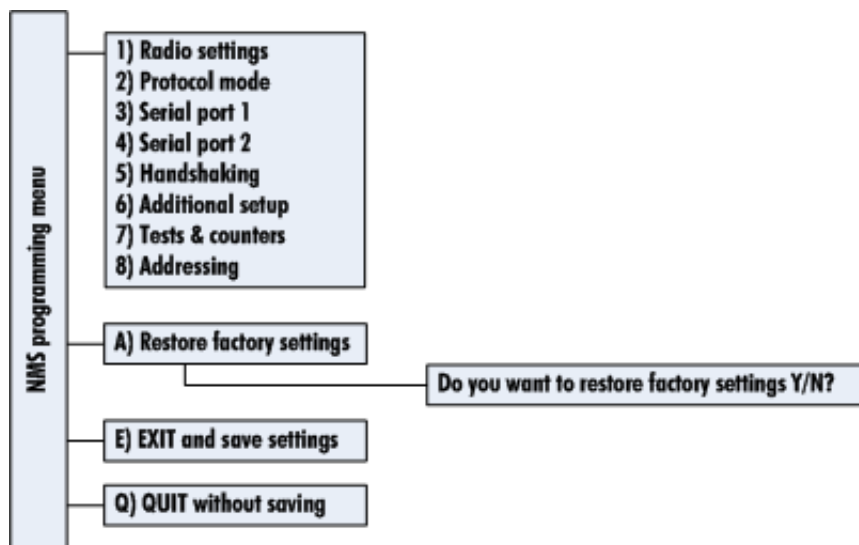 NMS programming menu
1) Radio settings
2) Protocol mode
3) Serial port 1
4) Serial port 2
5) Handshaking
6) Additional setup
7) Tests & counters
8) Addressing
A) Restore factory settings
Do you want to restore factory settings Y/N?
E) EXIT and save settings
Q) QUIT without saving